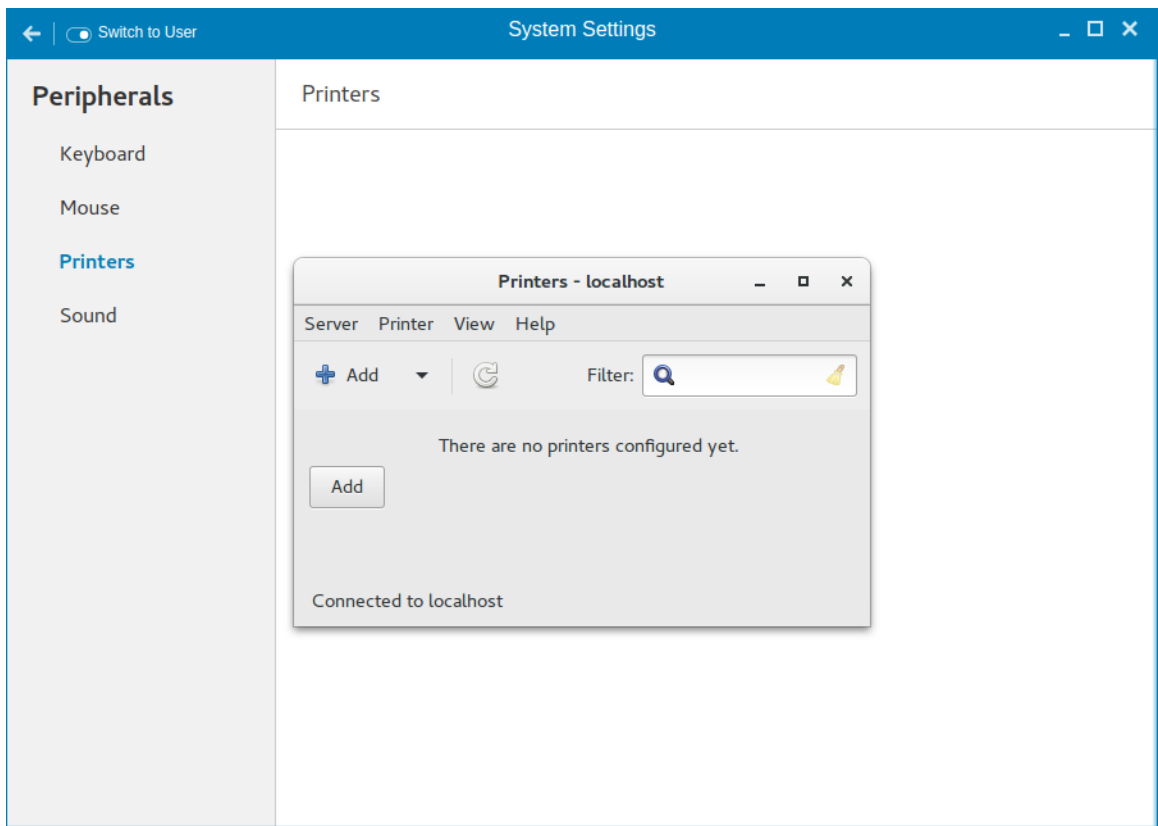 Switch to User
System Settings
Peripherals
Keyboard
Mouse
Printers
Sound
Printers
Printers - localhost
Server Printer View Help
Add
Filter:
There are no printers configured yet.
Add
Connected to localhost